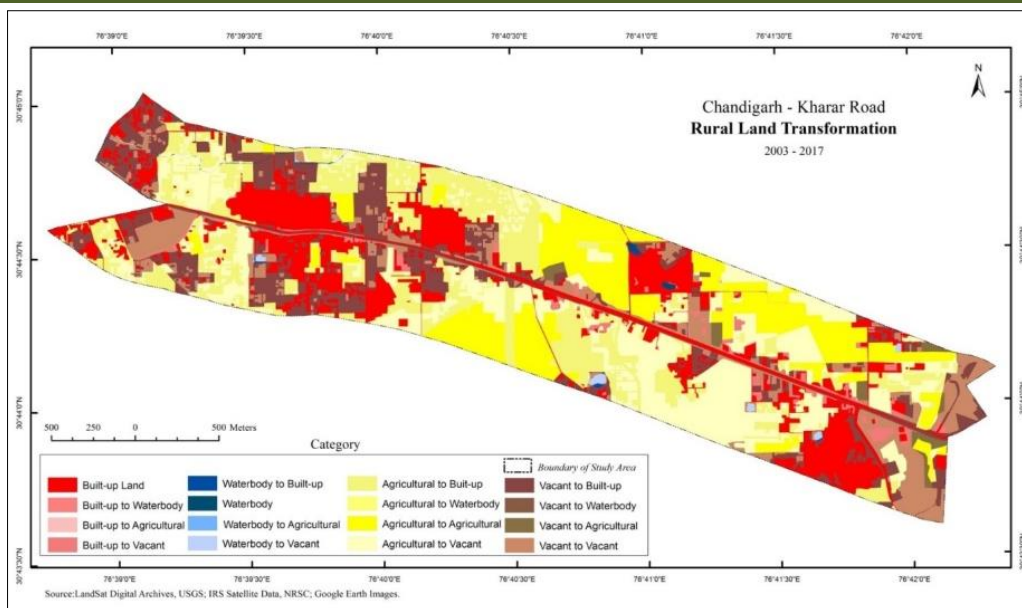 76°39'0"E 76°39'30"E 76°40'0"E 76°40'30"E 76°41'0"E 76°41'30"E 76°42'0"E
N
Chandigarh - Kharar Road
Rural Land Transformation
2003 - 2017
30°45'0"N
30°44'30"N
30°44'0"N
30°43'30"N
500 250 0 500 Meters
Category
Built-up Land
Built-up to Waterbody
Built-up to Agricultural
Built-up to Vacant
Waterbody to Built-up
Waterbody
Waterbody to Agricultural
Waterbody to Vacant
Agricultural to Built-up
Agricultural to Waterbody
Agricultural to Agricultural
Agricultural to Vacant
Boundary of Study Area
Vacant to Built-up
Vacant to Waterbody
Vacant to Agricultural
Vacant to Vacant
76°39'0"E 76°39'30"E 76°40'0"E 76°40'30"E 76°41'0"E 76°41'30"E 76°42'0"E
Source:LandSat Digital Archives, USGS; IRS Satellite Data, NRSC; Google Earth Images.